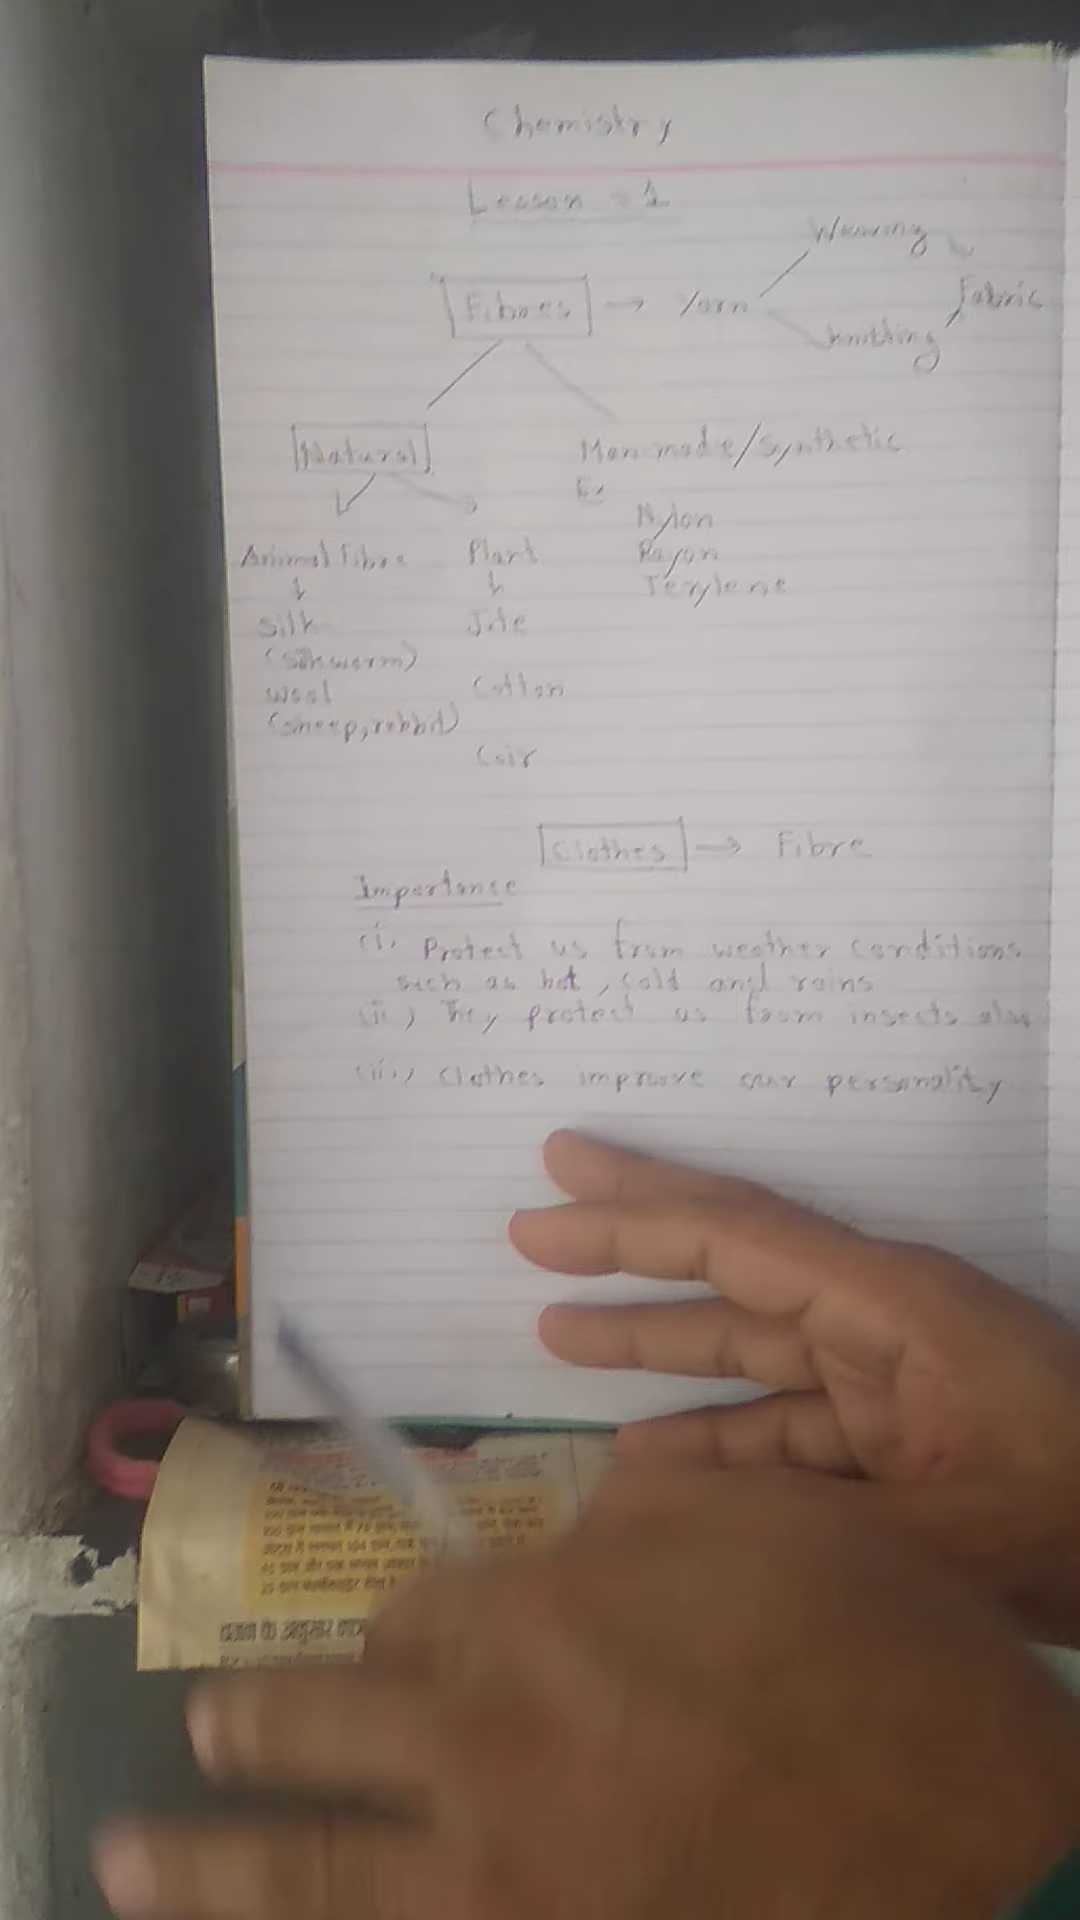 Chemistry
Lesson - 1
Weaving
Fibres → Yarn
Fabric
knitting
Natural
Man made/Synthetic
Ex
Nylon
Animal Fibre Plant Rayon
↓ ↓ Terylene
Silk Jute
(silkworm)
wool Cotton
(sheep, rabbit)
Coir
Clothes → Fibre
Importance
(i) Protect us from weather conditions
such as hot, cold and rains
(ii) They protect us from insects also
(iii) Clothes improve our personality
वजन के अनुसार